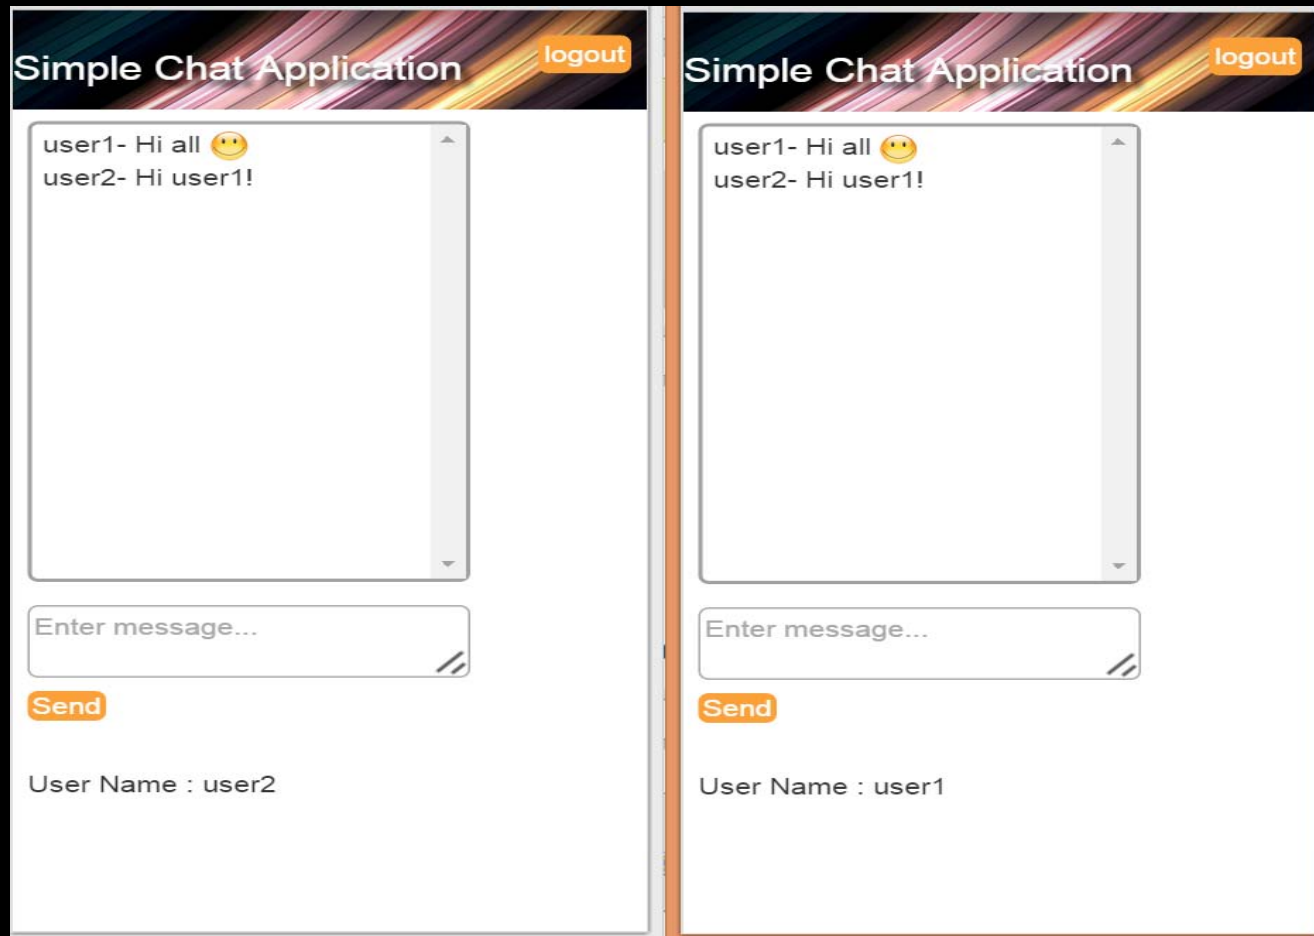 Simple Chat Application
logout
user1- Hi all 😶
user2- Hi user1!
Enter message...
Send
User Name : user2
Simple Chat Application
logout
user1- Hi all 😶
user2- Hi user1!
Enter message...
Send
User Name : user1